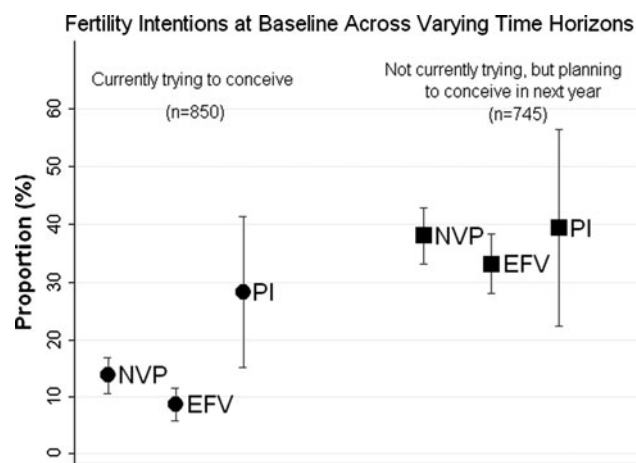 Fertility Intentions at Baseline Across Varying Time Horizons
Currently trying to conceive
(n=850)
Not currently trying, but planning
to conceive in next year
(n=745)
Proportion (%)
60
50
40
30
20
10
0
NVP
EFV
PI
NVP
EFV
PI